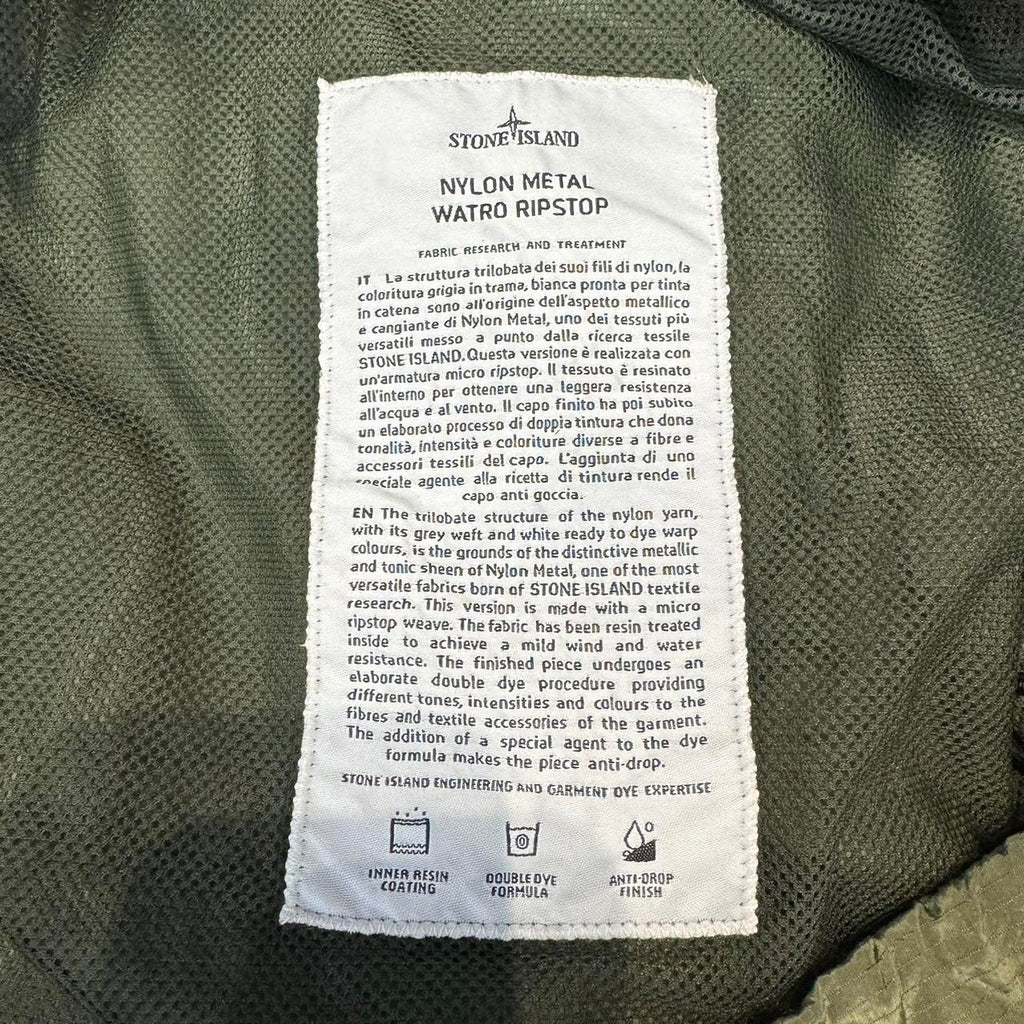 STONE ISLAND
NYLON METAL
WATRO RIPSTOP
FABRIC RESEARCH AND TREATMENT
IT La struttura trilobata dei suoi fili di nylon, la
coloritura grigia in trama, bianca pronta per tinta
in catena sono all'origine dell'aspetto metallico
e cangiante di Nylon Metal, uno dei tessuti più
versatili messo a punto dalla ricerca tessile
STONE ISLAND. Questa versione è realizzata con
un'armatura micro ripstop. Il tessuto è resinato
all'interno per ottenere una leggera resistenza
all'acqua e al vento. Il capo finito ha poi subito
un elaborato processo di doppia tintura che dona
tonalità, intensità e coloriture diverse a fibre e
accessori tessili del capo. L'aggiunta di uno
speciale agente alla ricetta di tintura rende il
capo anti goccia.
EN The trilobate structure of the nylon yarn,
with its grey weft and white ready to dye warp
colours, is the grounds of the distinctive metallic
and tonic sheen of Nylon Metal, one of the most
versatile fabrics born of STONE ISLAND textile
research. This version is made with a micro
ripstop weave. The fabric has been resin treated
inside to achieve a mild wind and water
resistance. The finished piece undergoes an
elaborate double dye procedure providing
different tones, intensities and colours to the
fibres and textile accessories of the garment.
The addition of a special agent to the dye
formula makes the piece anti-drop.
STONE ISLAND ENGINEERING AND GARMENT DYE EXPERTISE
INNER RESIN
COATING
DOUBLE DYE
FORMULA
ANTI-DROP
FINISH